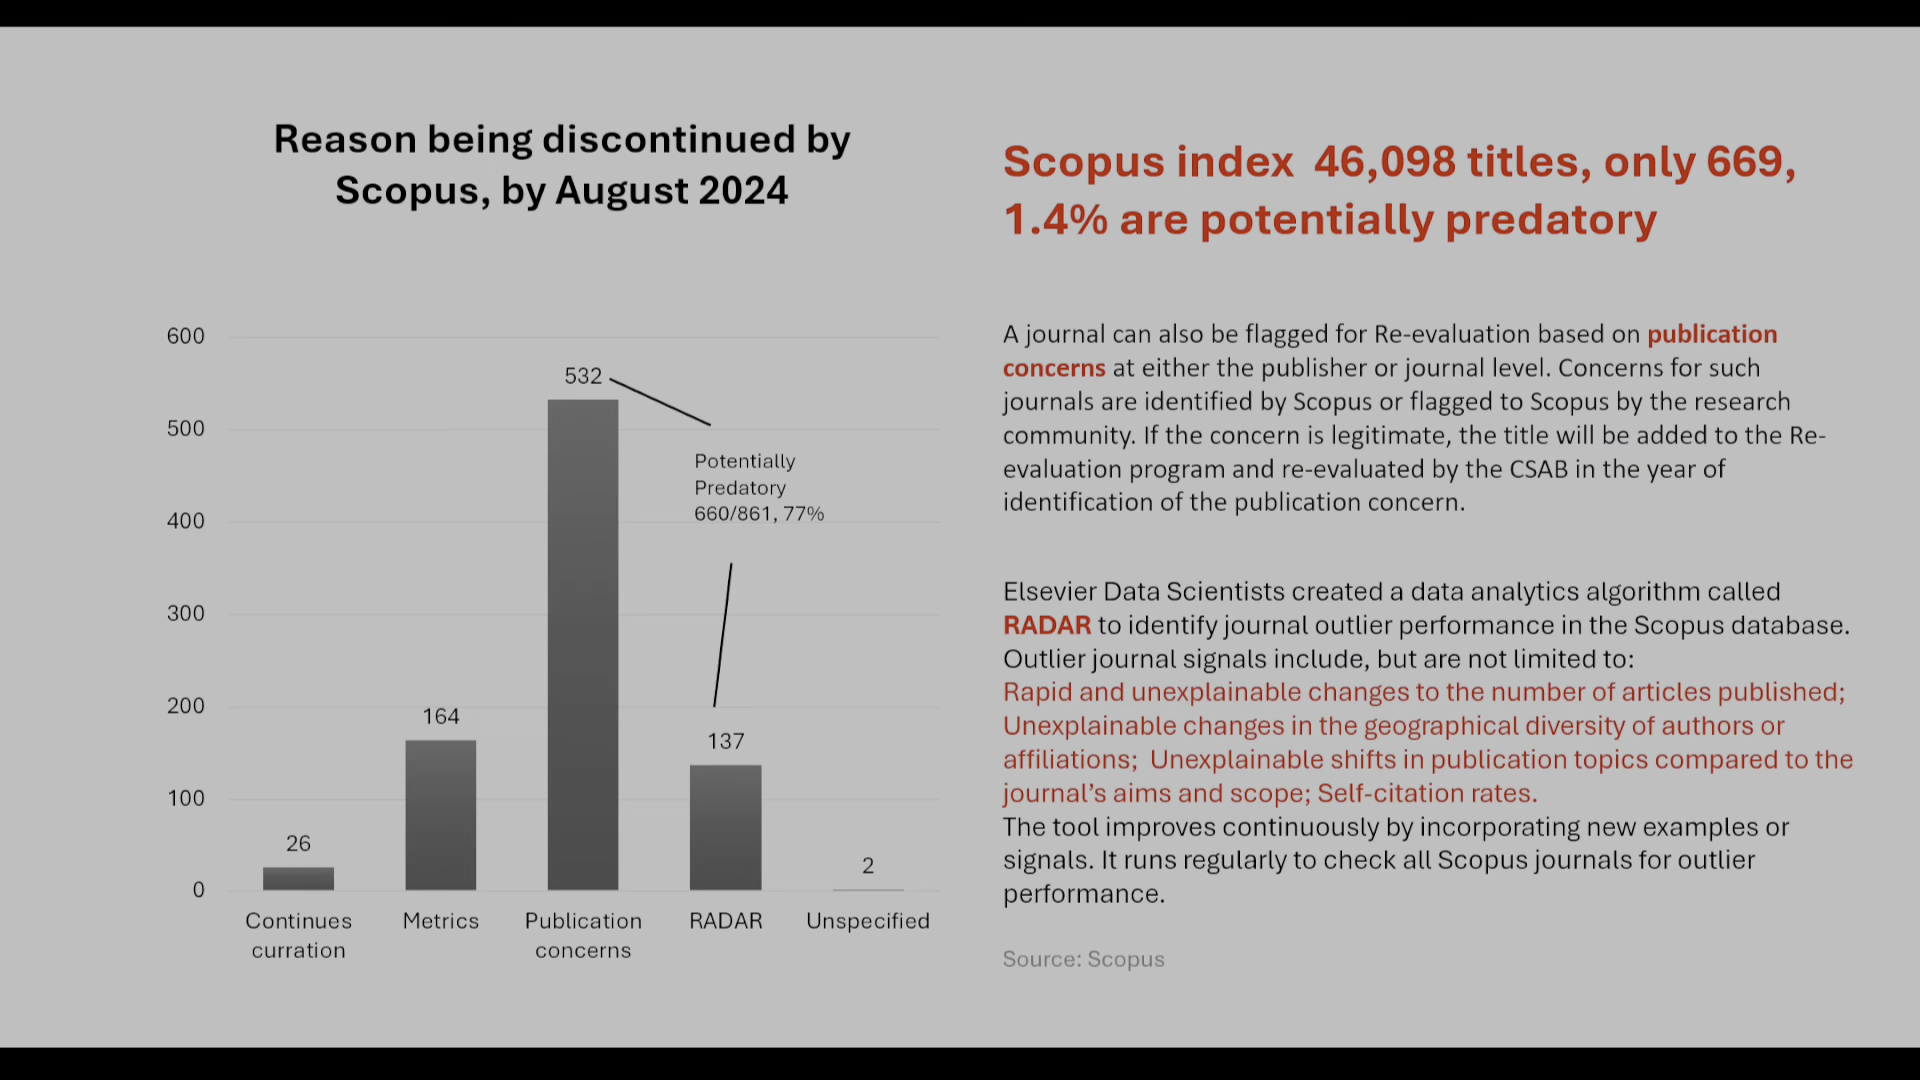 Reason being discontinued by
Scopus, by August 2024
600
500
400
300
200
100
0
26
164
532
137
2
Potentially
Predatory
660/861, 77%
Continues
curration
Metrics
Publication
concerns
RADAR
Unspecified
Scopus index 46,098 titles, only 669,
1.4% are potentially predatory
A journal can also be flagged for Re-evaluation based on publication
concerns at either the publisher or journal level. Concerns for such
journals are identified by Scopus or flagged to Scopus by the research
community. If the concern is legitimate, the title will be added to the Re-
evaluation program and re-evaluated by the CSAB in the year of
identification of the publication concern.
Elsevier Data Scientists created a data analytics algorithm called
RADAR to identify journal outlier performance in the Scopus database.
Outlier journal signals include, but are not limited to:
Rapid and unexplainable changes to the number of articles published;
Unexplainable changes in the geographical diversity of authors or
affiliations; Unexplainable shifts in publication topics compared to the
journal’s aims and scope; Self-citation rates.
The tool improves continuously by incorporating new examples or
signals. It runs regularly to check all Scopus journals for outlier
performance.
Source: Scopus